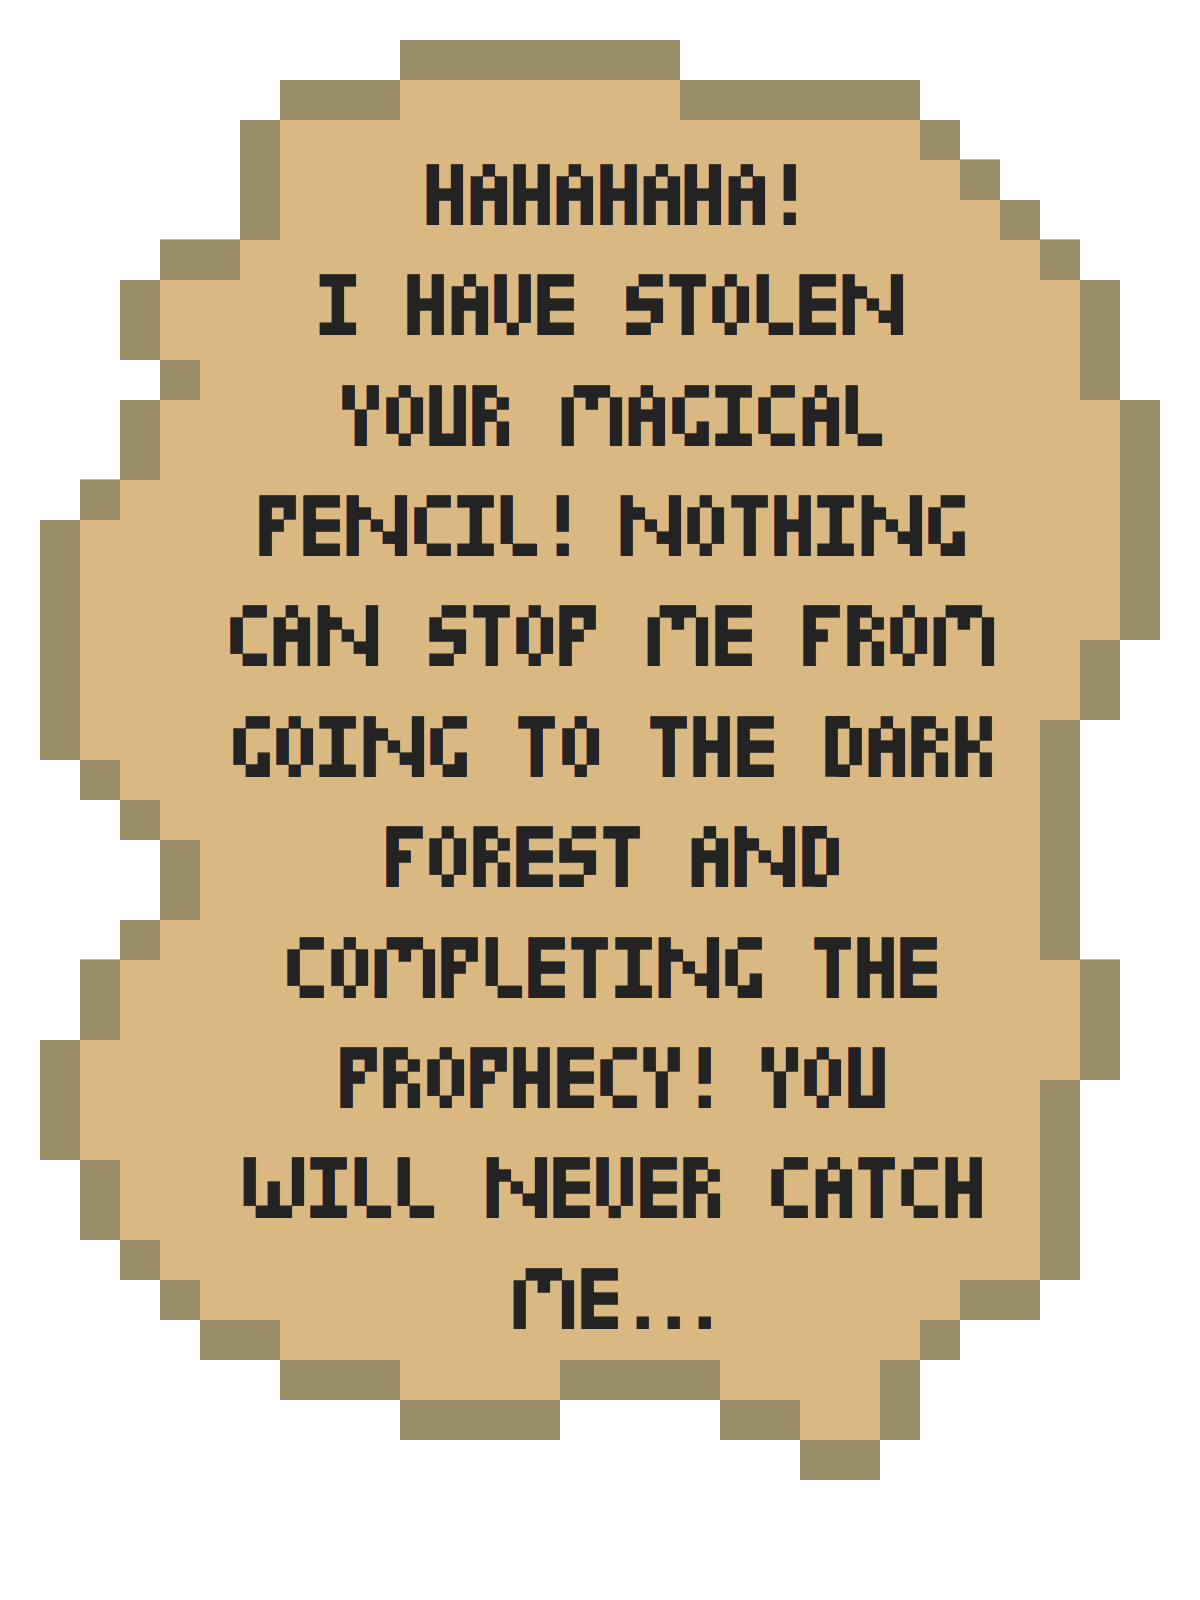 HAHAHAHA!
I HAVE STOLEN
YOUR MAGICAL
PENCIL! NOTHING
CAN STOP ME FROM
GOING TO THE DARK
FOREST AND
COMPLETING THE
PROPHECY! YOU
WILL NEVER CATCH
ME...